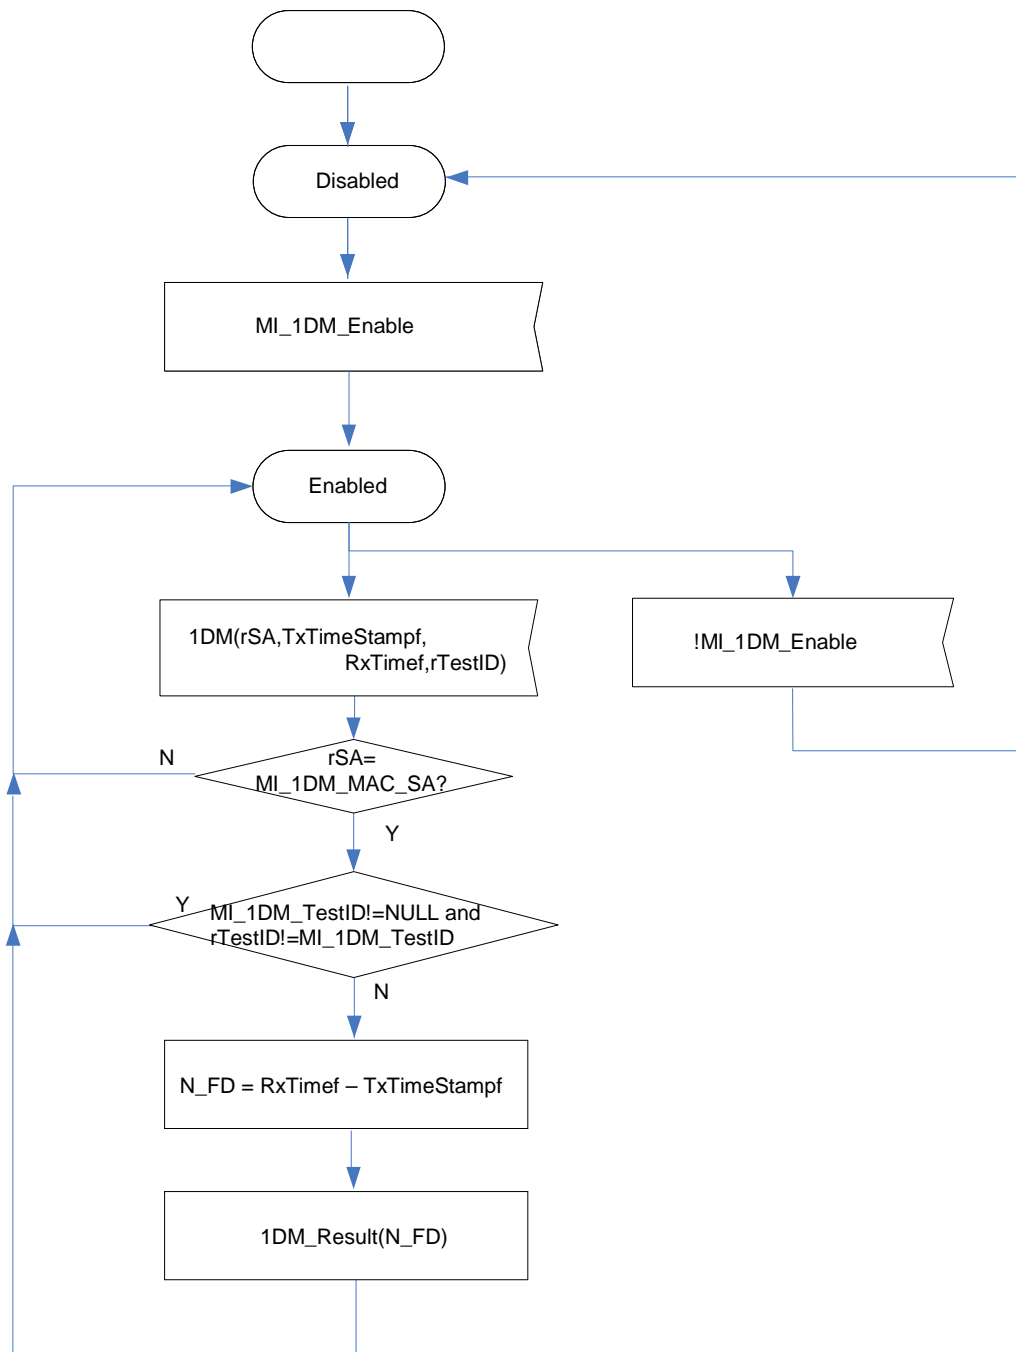 Disabled
MI_1DM_Enable
Enabled
1DM(rSA,TxTimeStampf,
RxTimef,rTestID)
!MI_1DM_Enable
N
rSA=
MI_1DM_MAC_SA?
Y
Y
MI_1DM_TestID!=NULL and
rTestID!=MI_1DM_TestID
N
N_FD = RxTimef – TxTimeStampf
1DM_Result(N_FD)